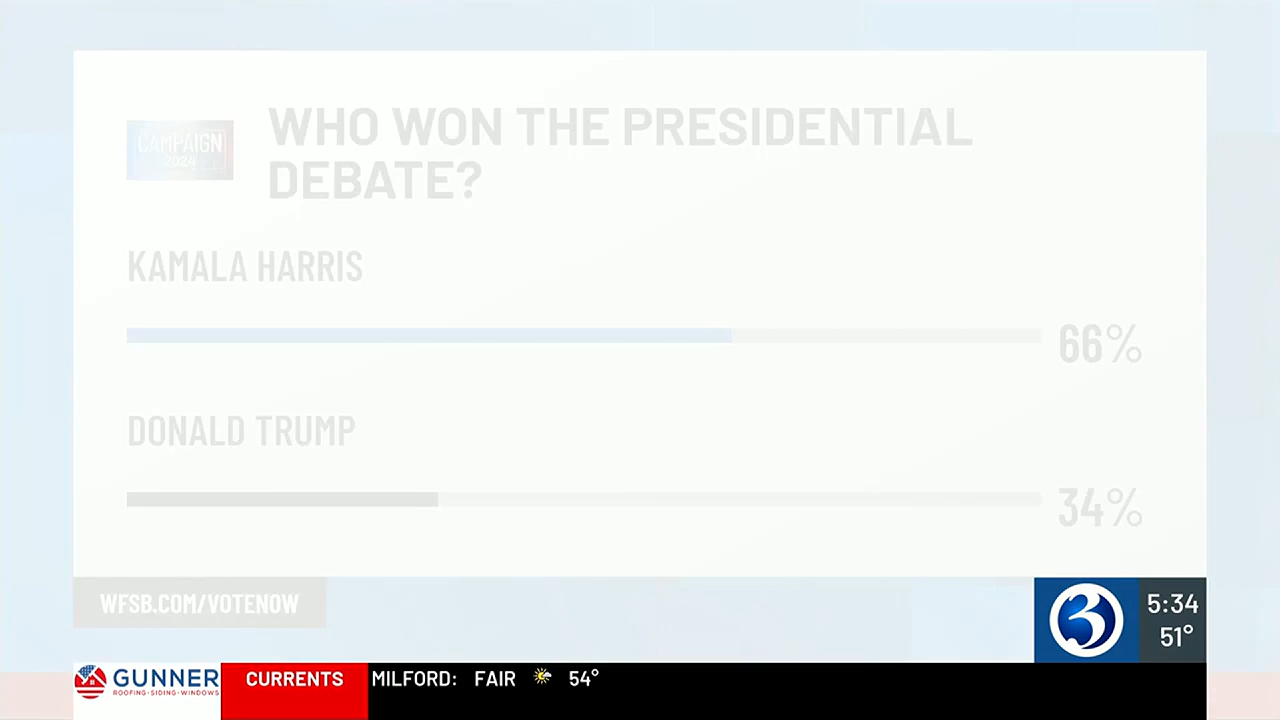 CAMPAIGN
2024
WHO WON THE PRESIDENTIAL
DEBATE?
KAMALA HARRIS
66%
DONALD TRUMP
34%
WFSB.COM/VOTENOW
3
5:34
51°
GUNNER
ROOFING·SIDING·WINDOWS
CURRENTS
MILFORD: FAIR 54°